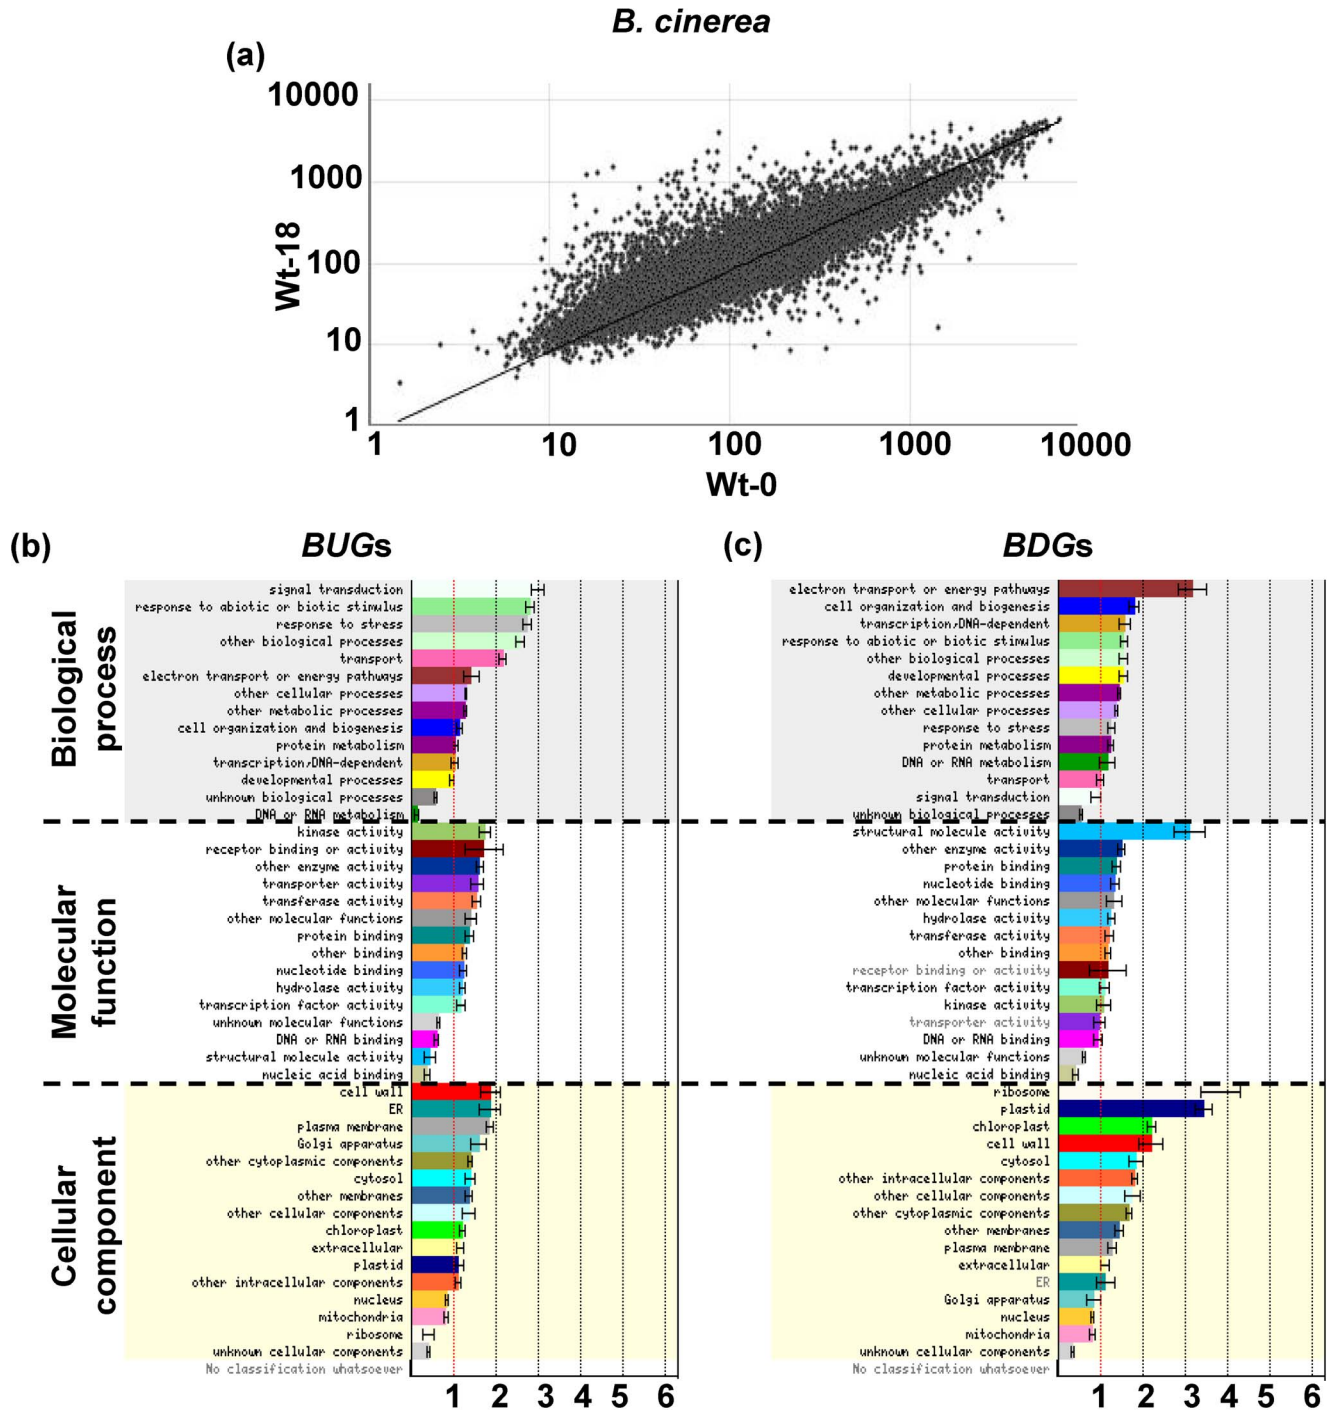 B. cinerea
(a)
10000
1000
100
10
1
Wt-18
1 10 100 1000 10000
Wt-0
(b) BUGs
Biological process
signal transduction
response to abiotic or biotic stimulus
response to stress
other biological processes
transport
electron transport or energy pathways
other cellular processes
other metabolic processes
cell organization and biogenesis
protein metabolism
transcription,DNA-dependent
developmental processes
unknown biological processes
DNA or RNA metabolism
Molecular function
kinase activity
receptor binding or activity
other enzyme activity
transporter activity
transferase activity
other molecular functions
protein binding
other binding
nucleotide binding
hydrolase activity
transcription factor activity
unknown molecular functions
DNA or RNA binding
structural molecule activity
nucleic acid binding
Cellular component
cell wall
ER
plasma membrane
Golgi apparatus
other cytoplasmic components
cytosol
other membranes
other cellular components
chloroplast
extracellular
plastid
other intracellular components
nucleus
mitochondria
ribosome
unknown cellular components
No classification whatsoever
1 2 3 4 5 6
(c) BDGs
electron transport or energy pathways
cell organization and biogenesis
transcription,DNA-dependent
response to abiotic or biotic stimulus
other biological processes
developmental processes
other metabolic processes
other cellular processes
response to stress
protein metabolism
DNA or RNA metabolism
transport
signal transduction
unknown biological processes
structural molecule activity
other enzyme activity
protein binding
nucleotide binding
other molecular functions
hydrolase activity
transferase activity
other binding
receptor binding or activity
transcription factor activity
kinase activity
transporter activity
DNA or RNA binding
unknown molecular functions
nucleic acid binding
ribosome
plastid
chloroplast
cell wall
cytosol
other intracellular components
other cellular components
other cytoplasmic components
other membranes
plasma membrane
extracellular
ER
Golgi apparatus
nucleus
mitochondria
unknown cellular components
No classification whatsoever
1 2 3 4 5 6